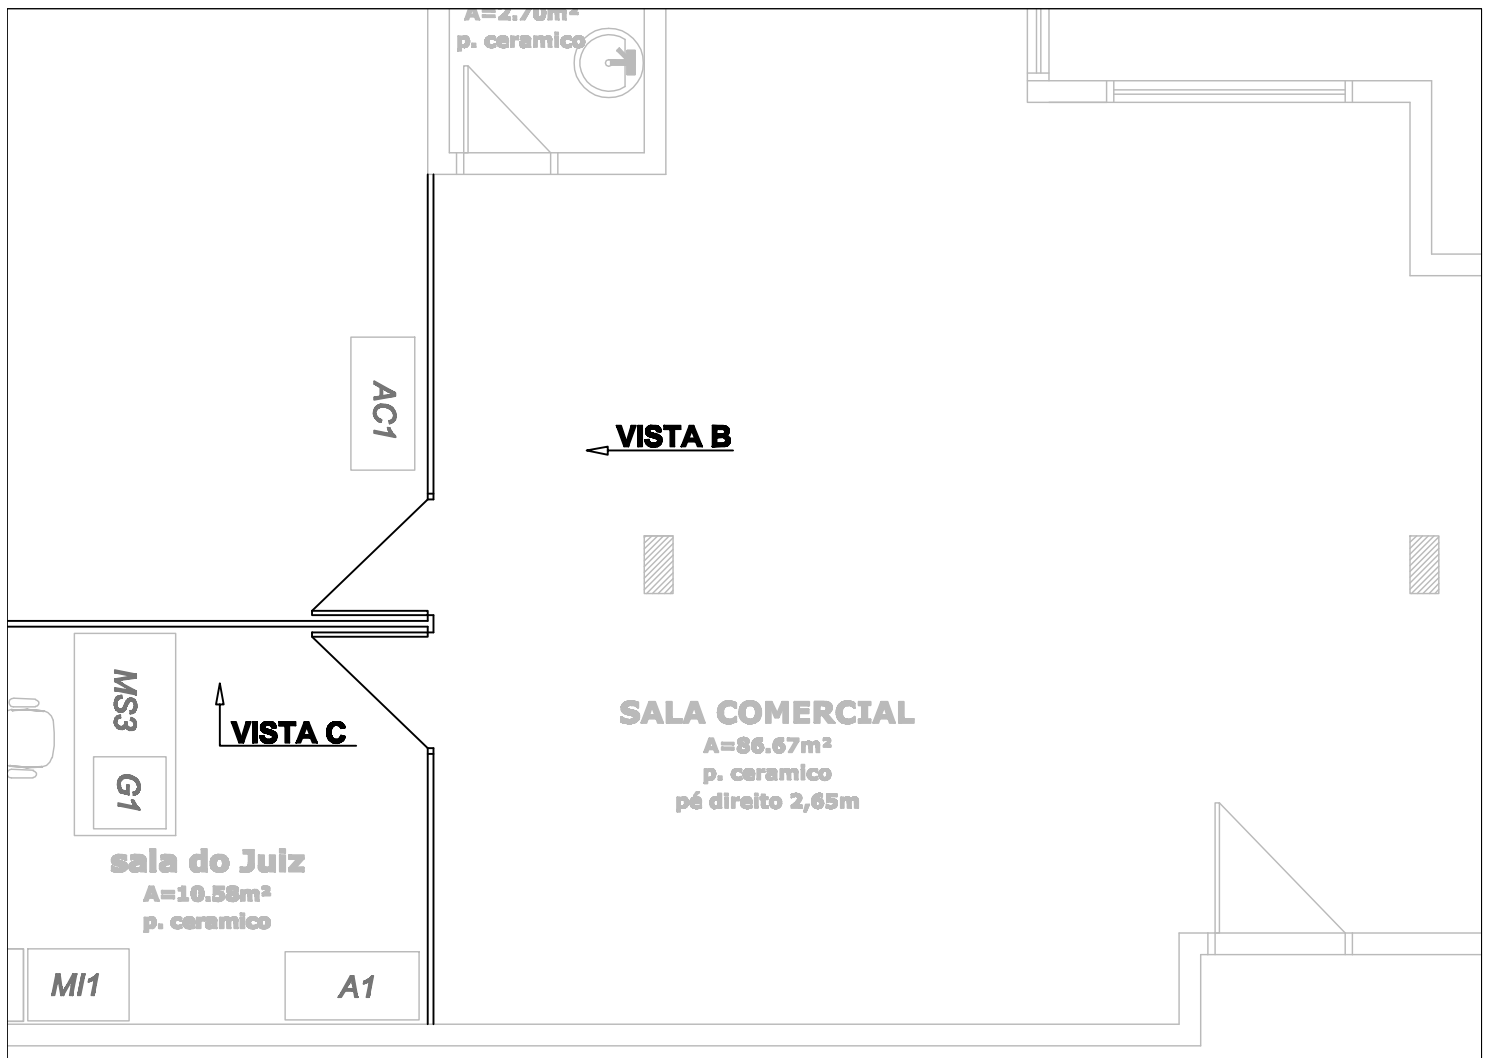 A=2.70m²
p. ceramico
AC1
VISTA B
MS3
G1
VISTA C
SALA COMERCIAL
A=86.67m²
p. ceramico
pé direito 2,65m
sala do Juiz
A=10.58m²
p. ceramico
MI1
A1